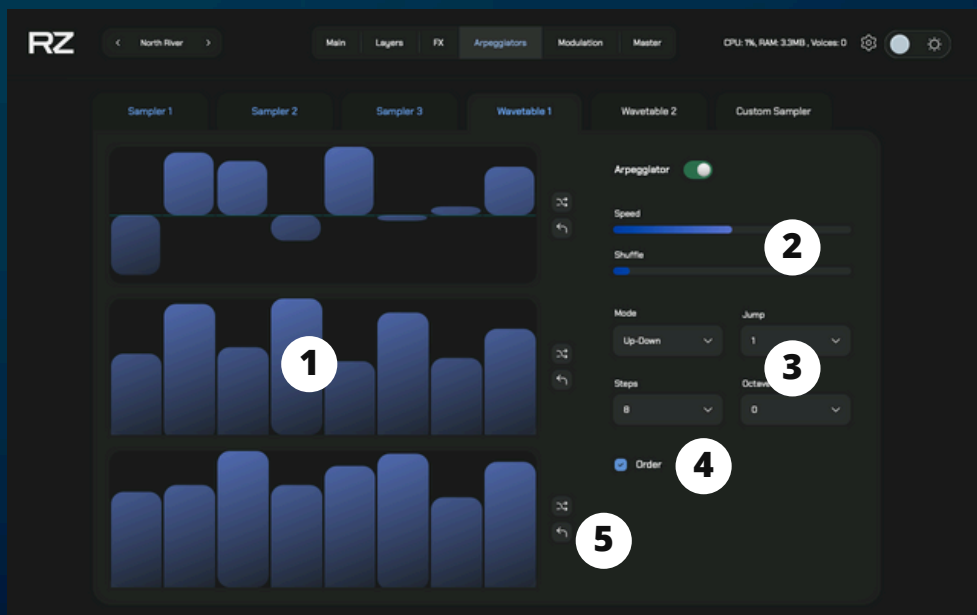 RZ
North River
Main Layers FX Arpeggiators Modulation Master
CPU: 1%, RAM: 3.3MB , Voices: 0
Sampler 1 Sampler 2 Sampler 3 Wavetable 1 Wavetable 2 Custom Sampler
Arpeggiator
Speed
2
Shuffle
Mode Jump
Up-Down 1
1
3
Steps Octave
8 0
Order
4
5